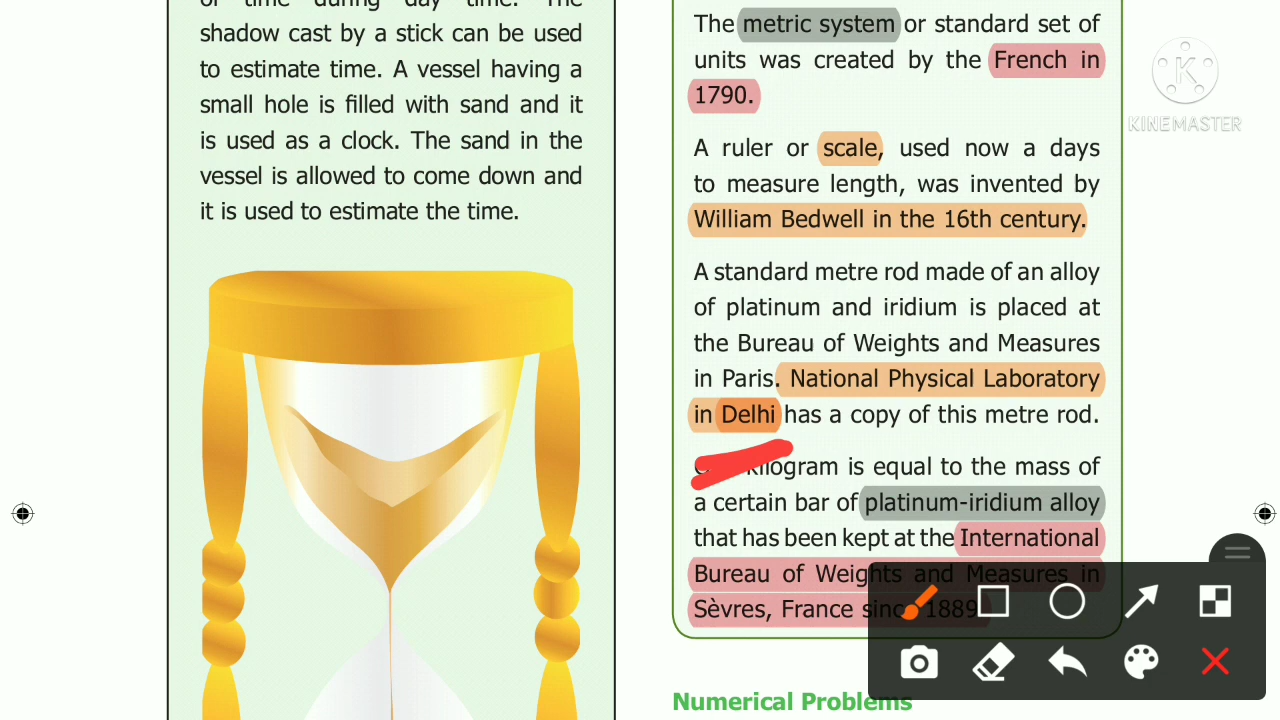 of time during day time. The
shadow cast by a stick can be used
to estimate time. A vessel having a
small hole is filled with sand and it
is used as a clock. The sand in the
vessel is allowed to come down and
it is used to estimate the time.
The metric system or standard set of
units was created by the French in
1790.
A ruler or scale, used now a days
to measure length, was invented by
William Bedwell in the 16th century.
A standard metre rod made of an alloy
of platinum and iridium is placed at
the Bureau of Weights and Measures
in Paris. National Physical Laboratory
in Delhi has a copy of this metre rod.
kilogram is equal to the mass of
a certain bar of platinum-iridium alloy
that has been kept at the International
Bureau of Weights and Measures in
Sèvres, France since 1889.
Numerical Problems
KINEMASTER